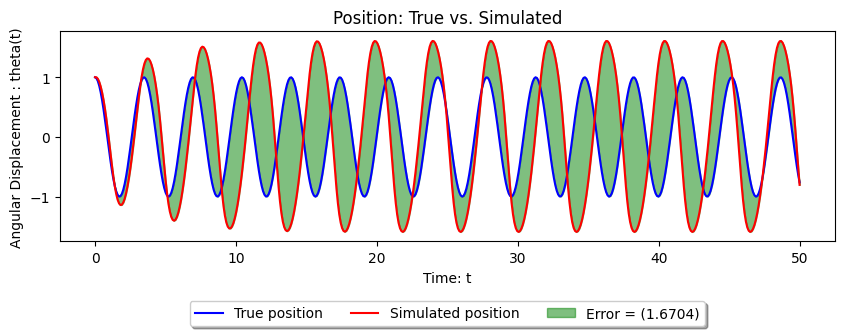 Position: True vs. Simulated
Angular Displacement : theta(t)
1
0
−1
0 10 20 30 40 50
Time: t
True position Simulated position Error = (1.6704)